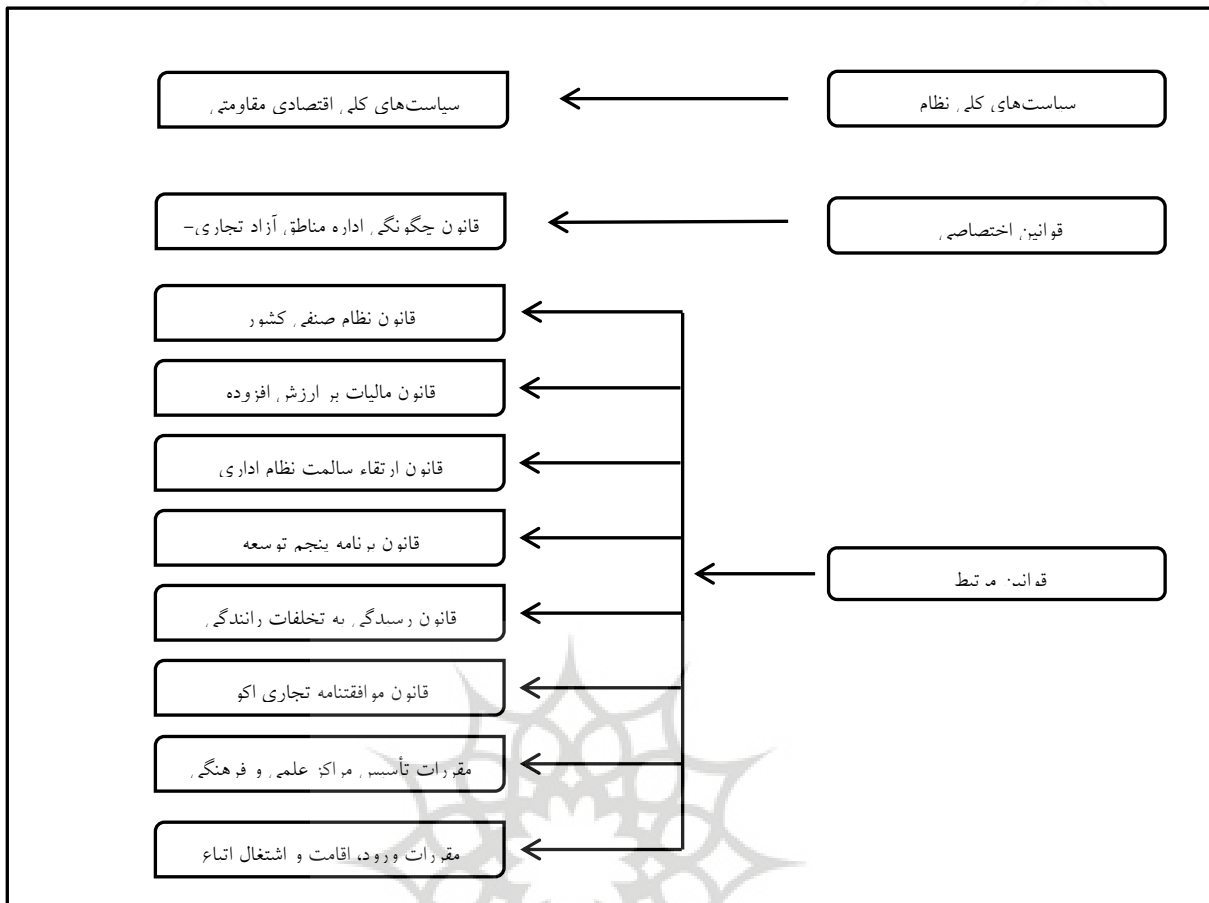 سیاست‌های کلی نظام
سیاست‌های کلی اقتصادی مقاومتی
قوانین اختصاصی
قانون چگونگی اداره مناطق آزاد تجاری-
قوانین مرتبط
قانون نظام صنفی کشور
قانون مالیات بر ارزش افزوده
قانون ارتقاء سالمت نظام اداری
قانون برنامه پنجم توسعه
قانون رسیدگی به تخلفات رانندگی
قانون موافقتنامه تجاری اکو
مقررات تأسیس مراکز علمی و فرهنگی
مقررات ورود، اقامت و اشتغال اتباع